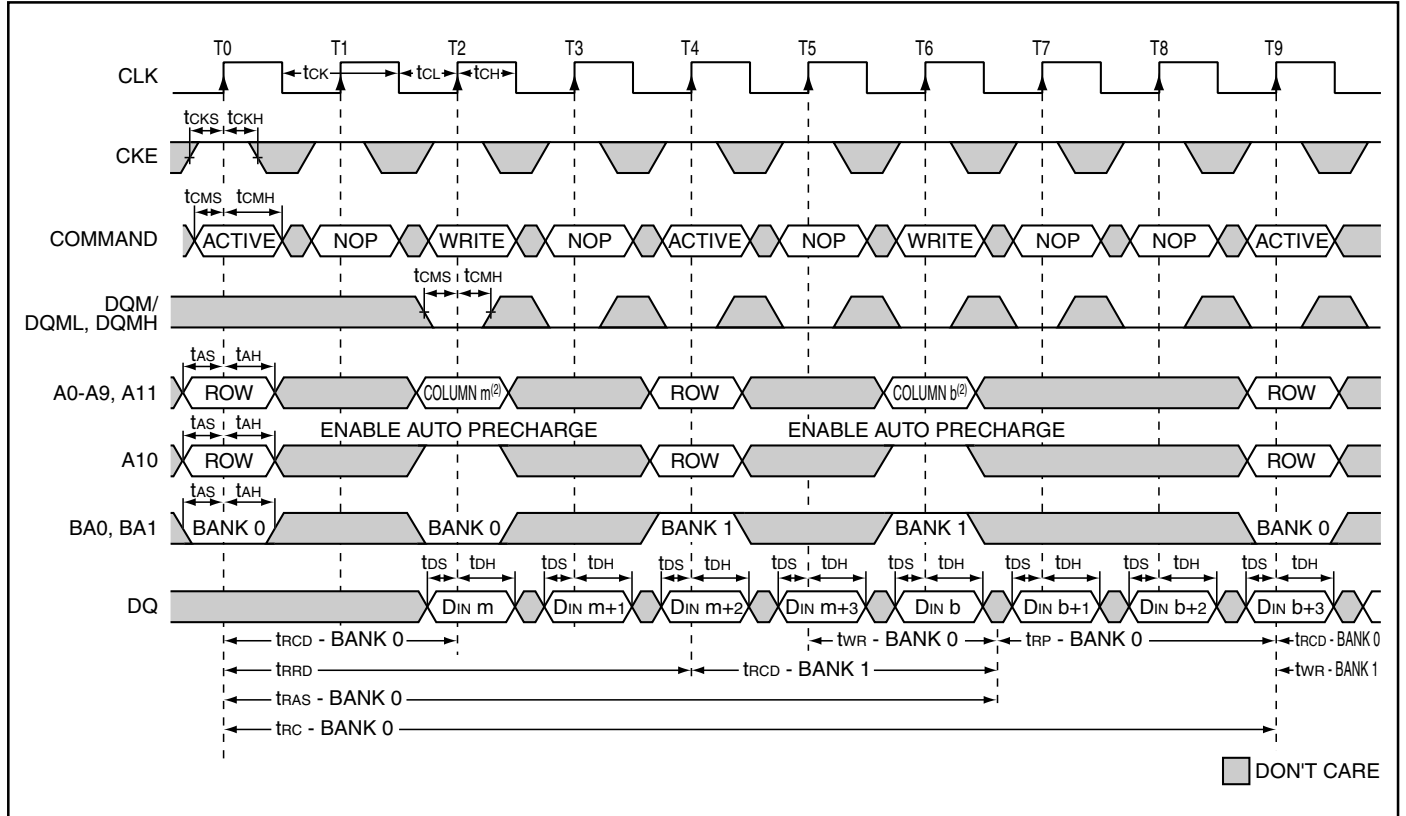 T0 T1 T2 T3 T4 T5 T6 T7 T8 T9
CLK tCK tCL tCH
tCKS tCKH
CKE
tCMS tCMH
COMMAND ACTIVE NOP WRITE NOP ACTIVE NOP WRITE NOP NOP ACTIVE
tCMS tCMH
DQM/
DQML, DQMH
tAS tAH
A0-A9, A11 ROW COLUMN m(2) ROW COLUMN b(2) ROW
tAS tAH ENABLE AUTO PRECHARGE ENABLE AUTO PRECHARGE
A10 ROW ROW ROW
tAS tAH
BA0, BA1 BANK 0 BANK 0 BANK 1 BANK 1 BANK 0
tDS tDH tDS tDH tDS tDH tDS tDH tDS tDH tDS tDH tDS tDH tDS tDH
DQ DIN m DIN m+1 DIN m+2 DIN m+3 DIN b DIN b+1 DIN b+2 DIN b+3
tRCD - BANK 0 tWR - BANK 0 tRP - BANK 0 tRCD - BANK 0
tRRD tRCD - BANK 1 tWR - BANK 1
tRAS - BANK 0
tRC - BANK 0
DON'T CARE